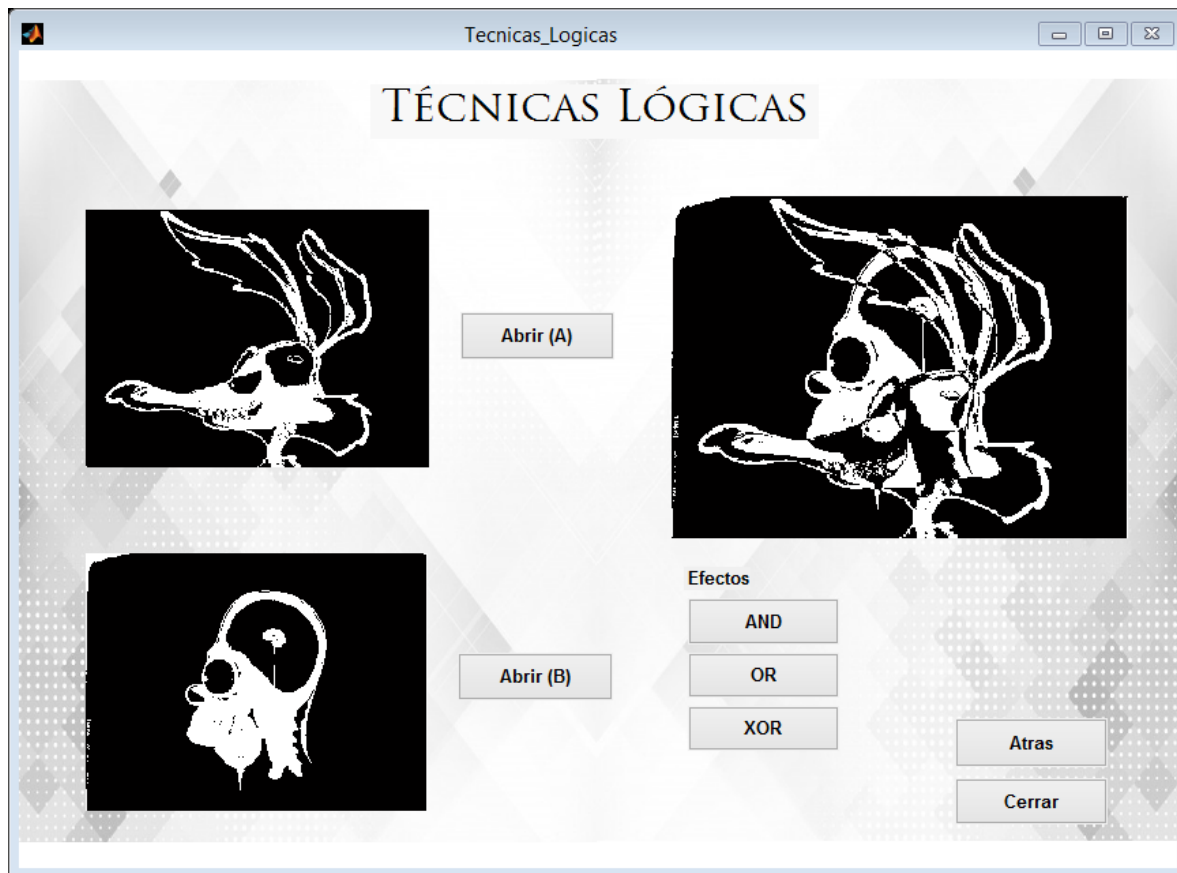 Tecnicas_Logicas
TÉCNICAS LÓGICAS
Abrir (A)
Abrir (B)
Efectos
AND
OR
XOR
Atras
Cerrar